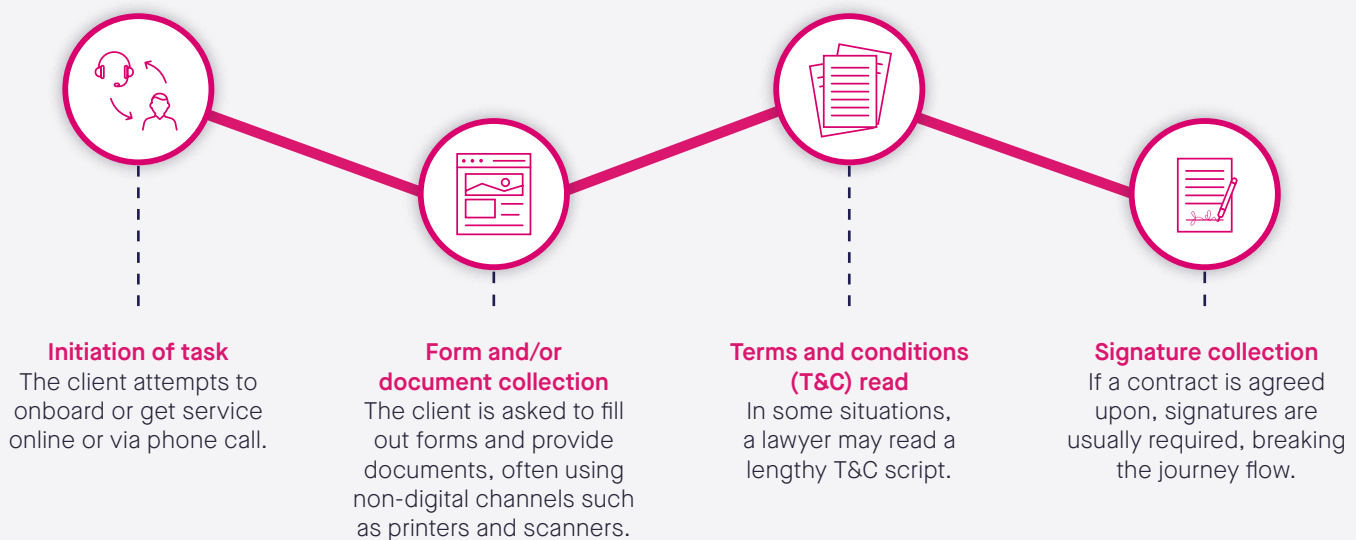 Initiation of task
The client attempts to
onboard or get service
online or via phone call.
Form and/or
document collection
The client is asked to fill
out forms and provide
documents, often using
non-digital channels such
as printers and scanners.
Terms and conditions
(T&C) read
In some situations,
a lawyer may read a
lengthy T&C script.
Signature collection
If a contract is agreed
upon, signatures are
usually required, breaking
the journey flow.